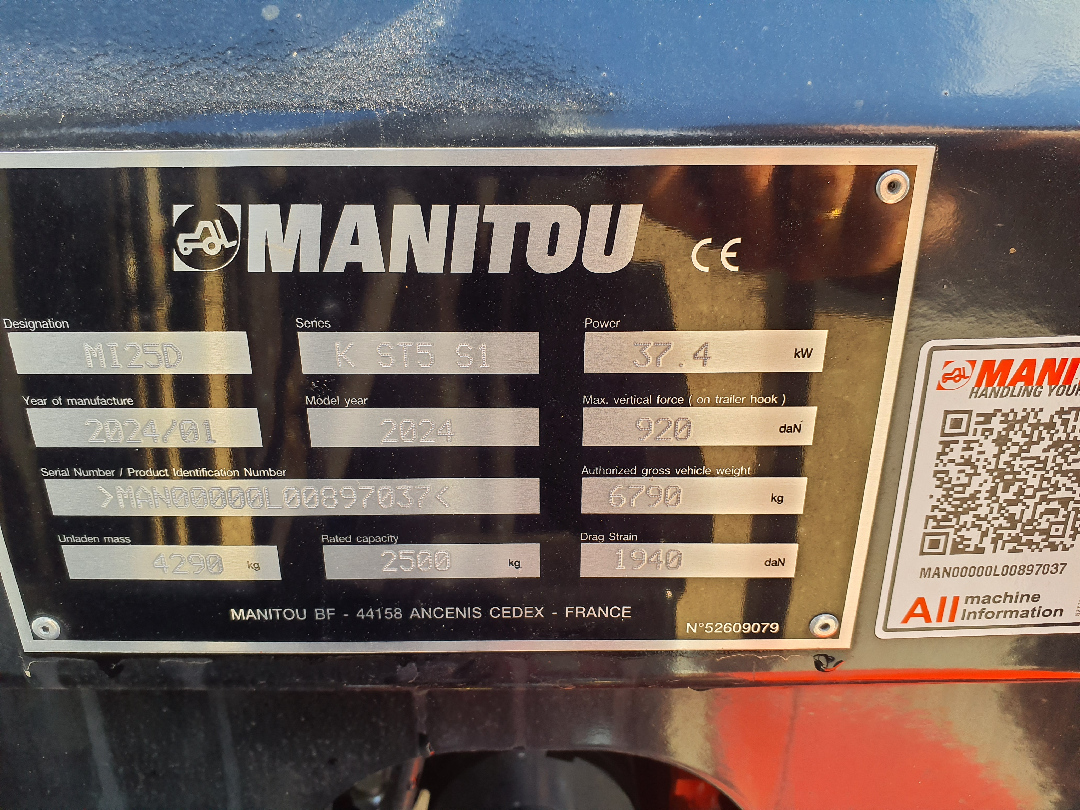 MANITOU CE
Designation Series Power
MI25D K ST5 S1 37.4 kW
Year of manufacture Model year Max. vertical force ( on trailer hook )
2024/01 2024 920 daN
Serial Number / Product Identification Number Authorized gross vehicle weight
>MAN00000L00897037< 6790 kg
Unladen mass Rated capacity Drag Strain
4290 kg 2500 kg 1940 daN
MANITOU BF - 44158 ANCENIS CEDEX - FRANCE
N°52609079
MANI
HANDLING YOUR
MAN00000L00897037
All machine
Information